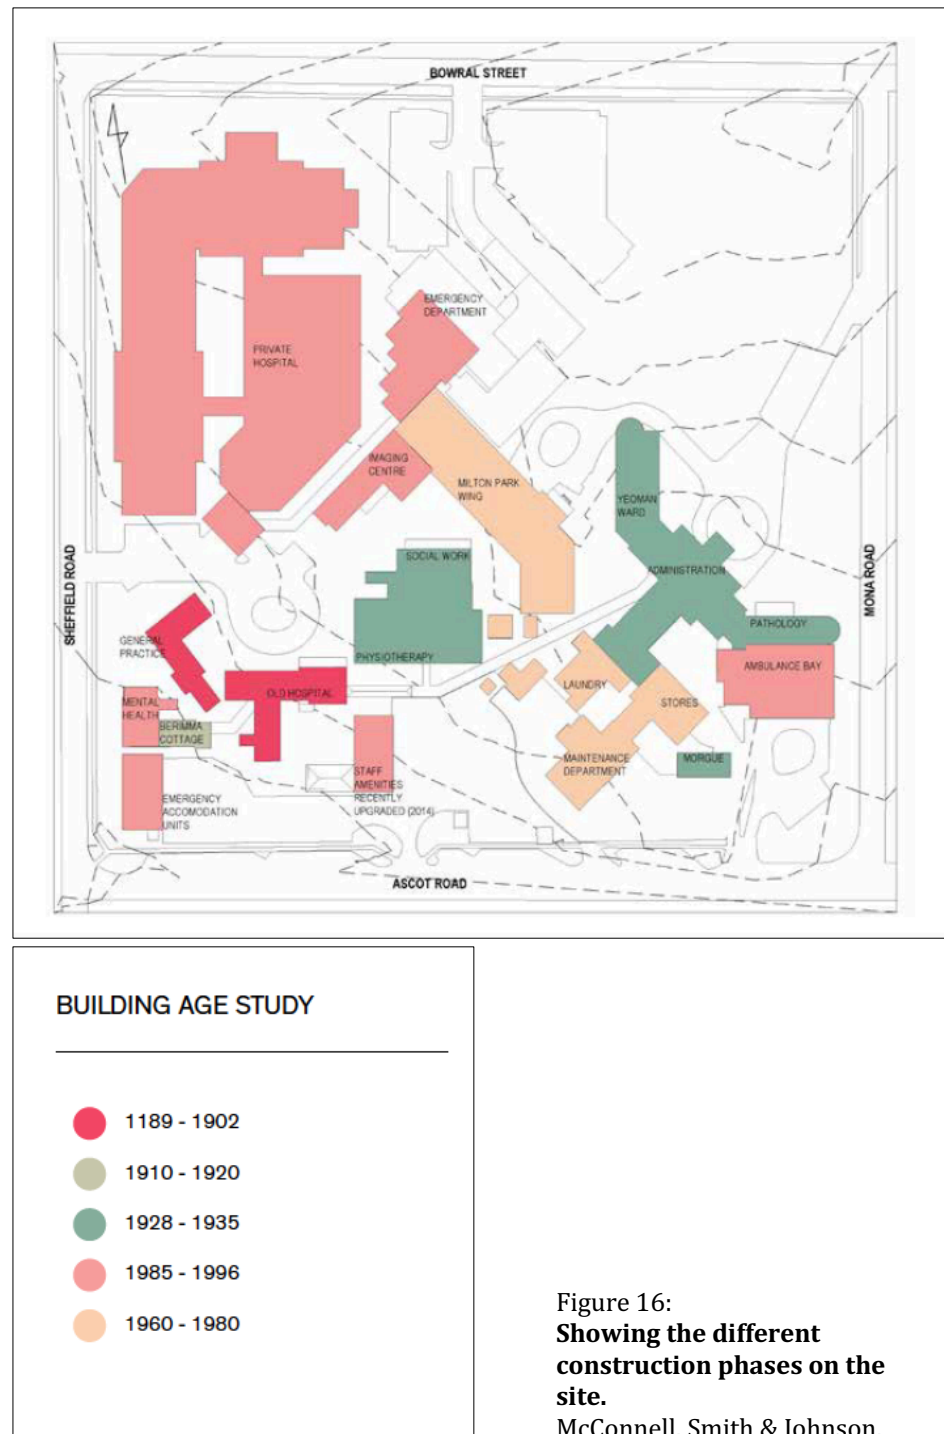 BOWRAL STREET
EMERGENCY
DEPARTMENT
PRIVATE
HOSPITAL
IMAGING
CENTRE
MILTON PARK
WING
YEOMAN
WARD
SHEFFIELD ROAD
SOCIAL WORK
ADMINISTRATION
MONA ROAD
PATHOLOGY
GENERAL
PRACTICE
PHYSIOTHERAPY
AMBULANCE BAY
LAUNDRY
OLD HOSPITAL
STORES
MENTAL
HEALTH
BERIMMA
COTTAGE
MAINTENANCE
DEPARTMENT
MORGUE
STAFF
AMENITIES
RECENTLY
UPGRADED (2014)
EMERGENCY
ACCOMODATION
UNITS
ASCOT ROAD
BUILDING AGE STUDY
1189 - 1902
1910 - 1920
1928 - 1935
1985 - 1996
1960 - 1980
Figure 16:
Showing the different
construction phases on the
site.
McConnell, Smith & Johnson